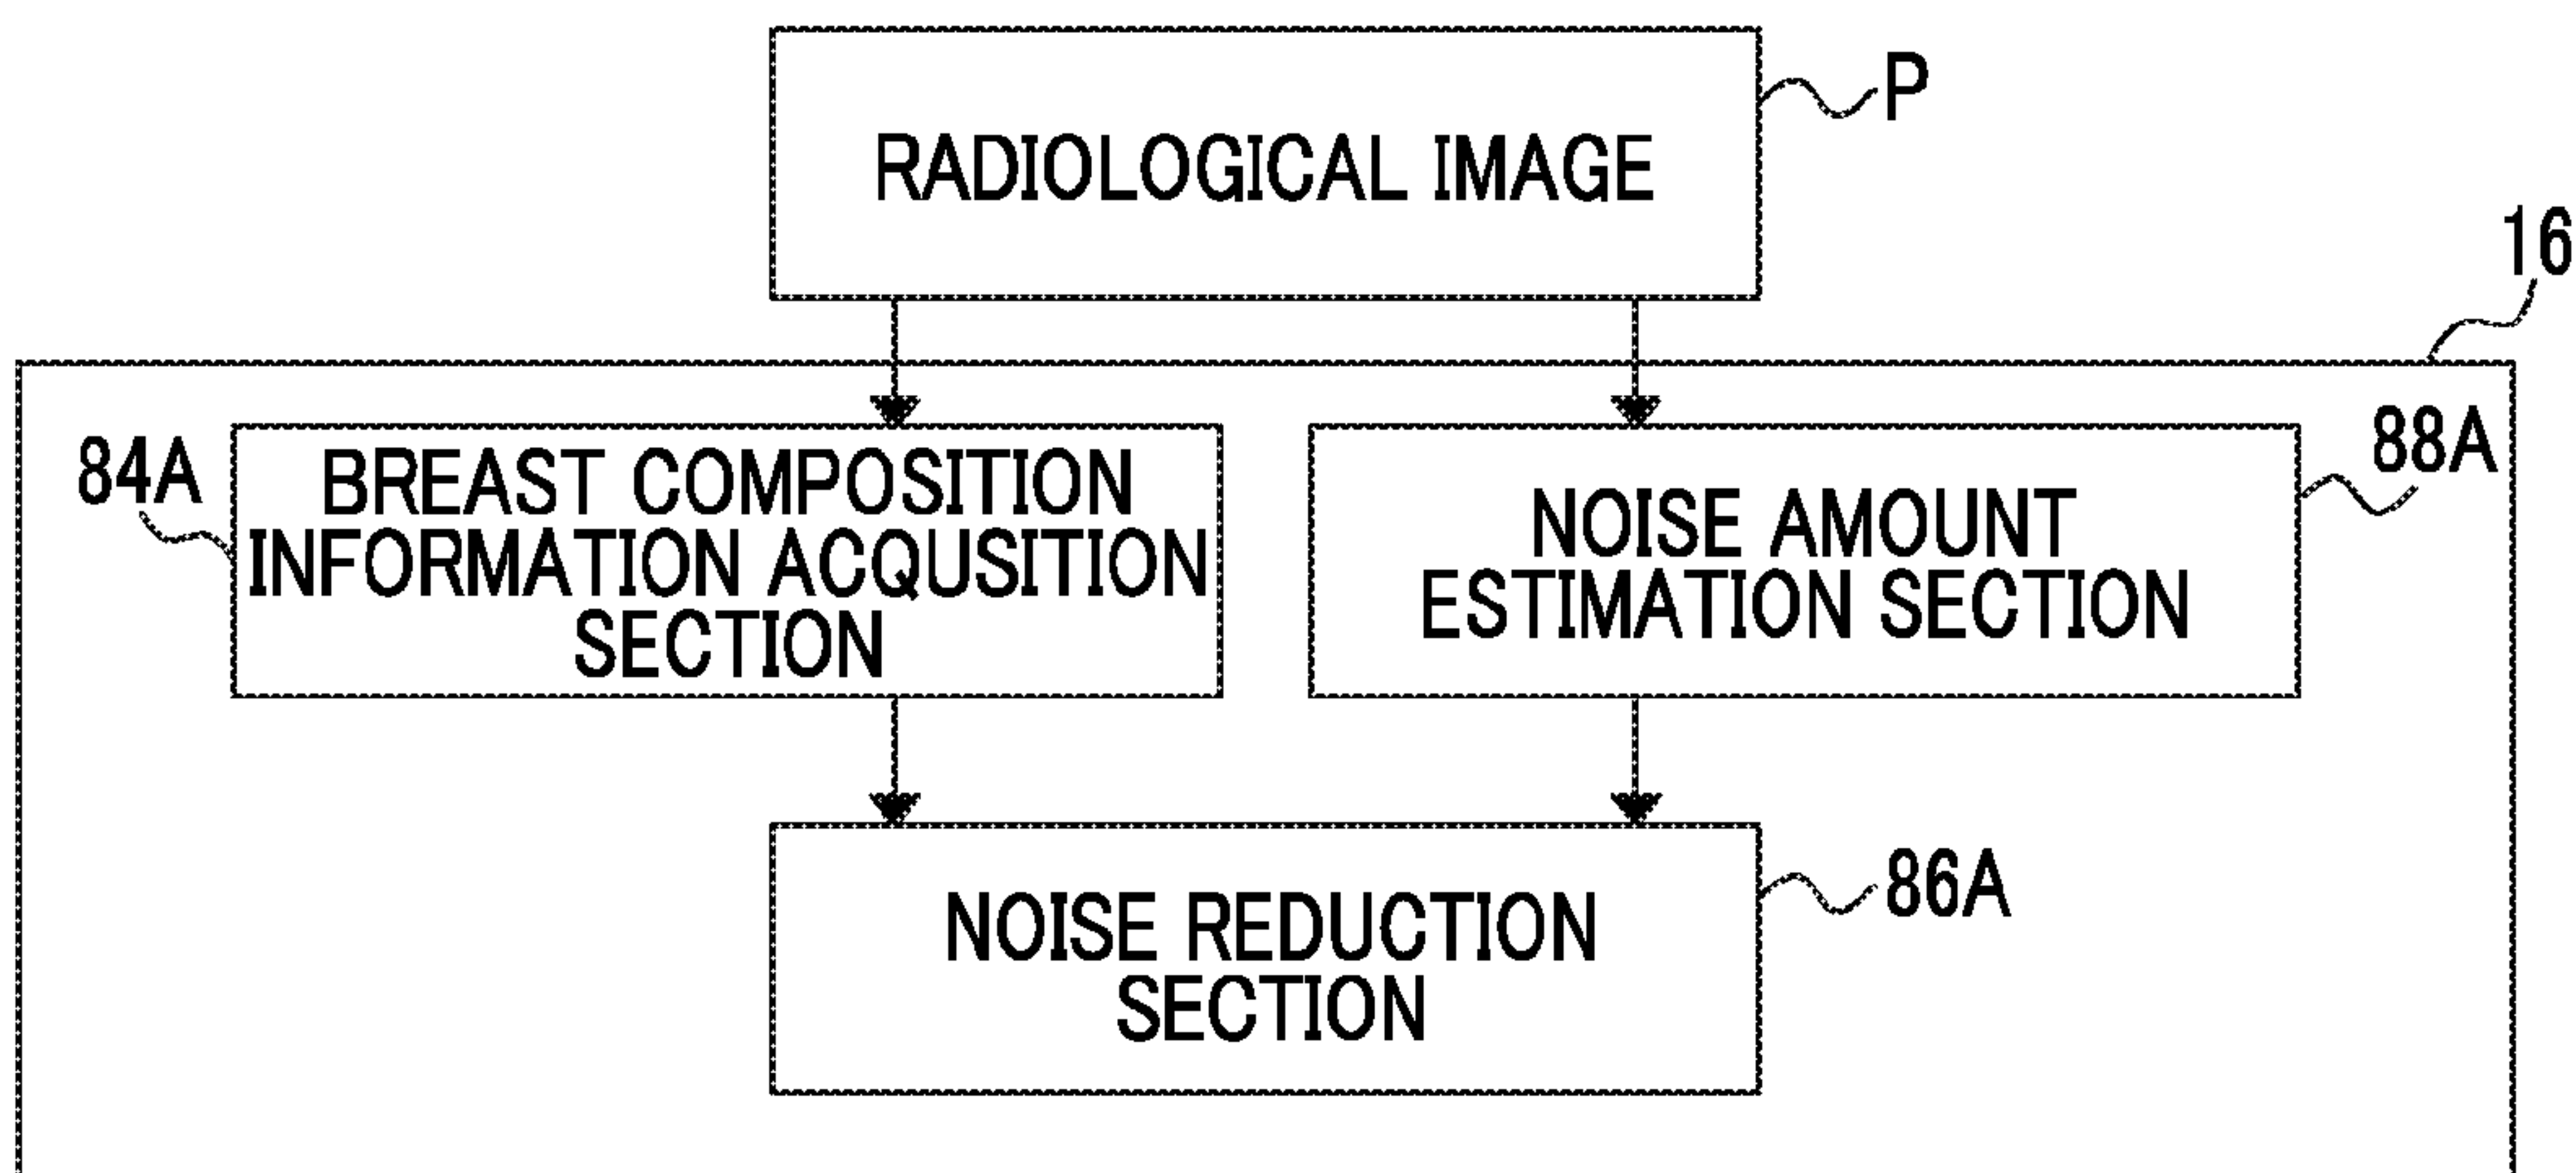 RADIOLOGICAL IMAGE
P
16
84A
BREAST COMPOSITION
INFORMATION ACQUSITION
SECTION
NOISE AMOUNT
ESTIMATION SECTION
88A
NOISE REDUCTION
SECTION
86A